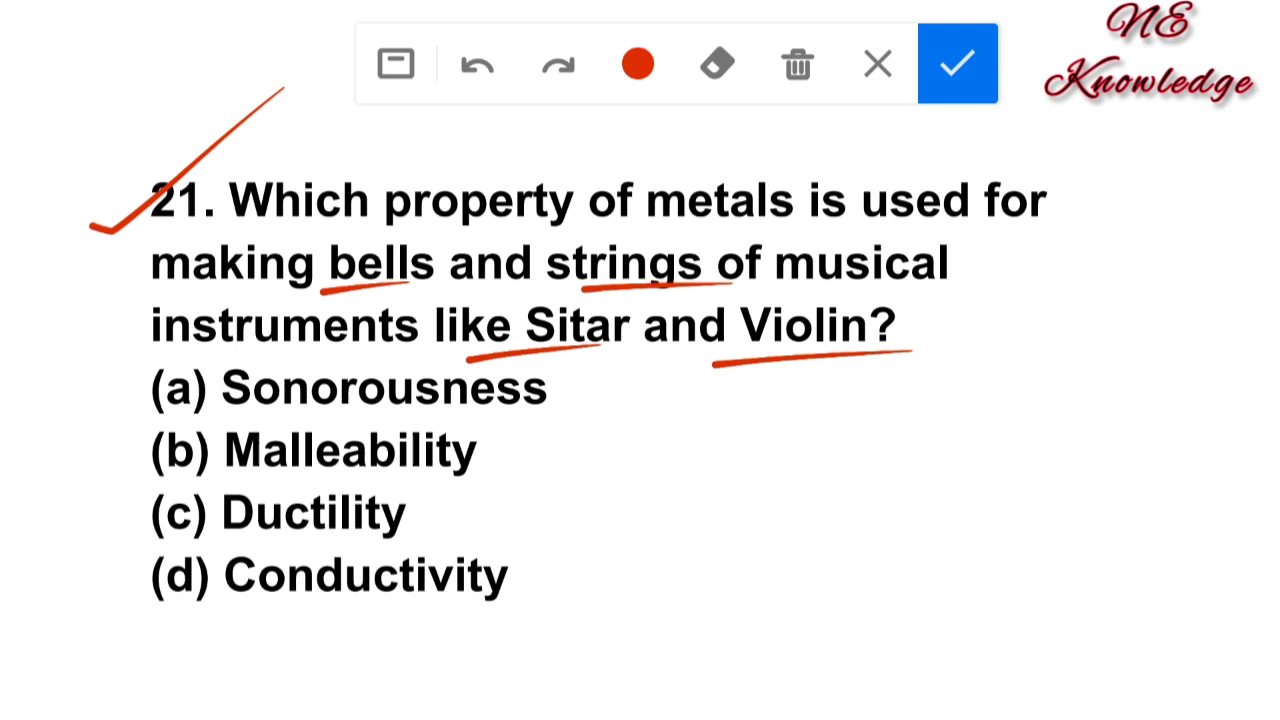 NE
Knowledge
21. Which property of metals is used for
making bells and strings of musical
instruments like Sitar and Violin?
(a) Sonorousness
(b) Malleability
(c) Ductility
(d) Conductivity